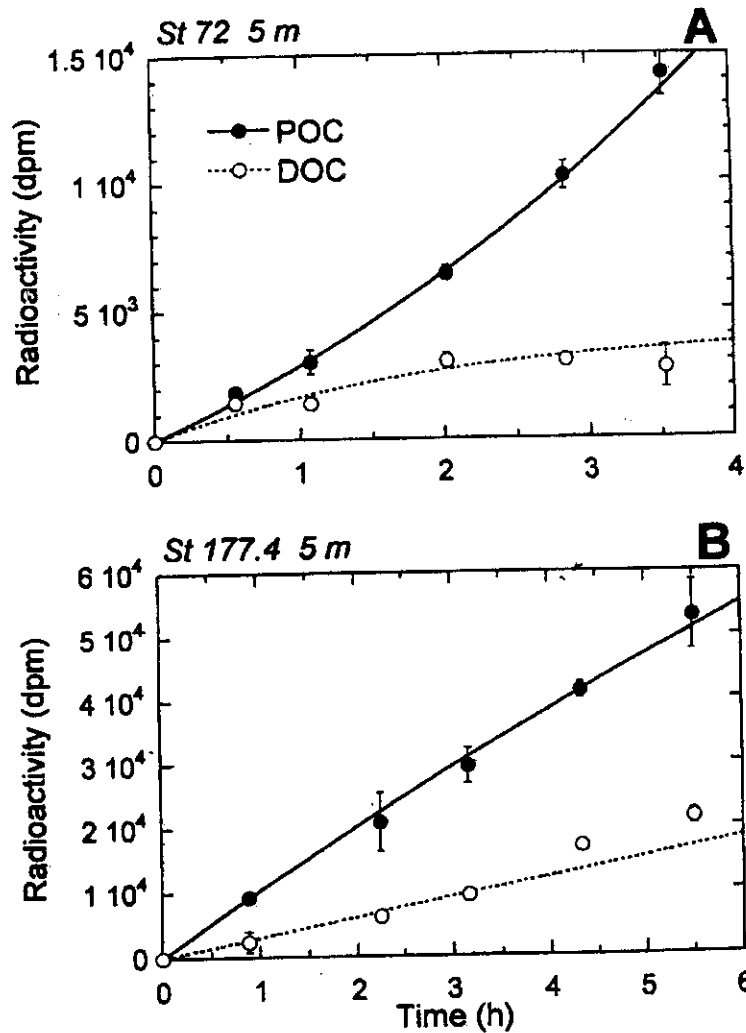 St 72 5 m
A
1.5 10⁴
1 10⁴
5 10³
0
Radioactivity (dpm)
POC
DOC
0 1 2 3 4
St 177.4 5 m
B
6 10⁴
5 10⁴
4 10⁴
3 10⁴
2 10⁴
1 10⁴
0
Radioactivity (dpm)
0 1 2 3 4 5 6
Time (h)